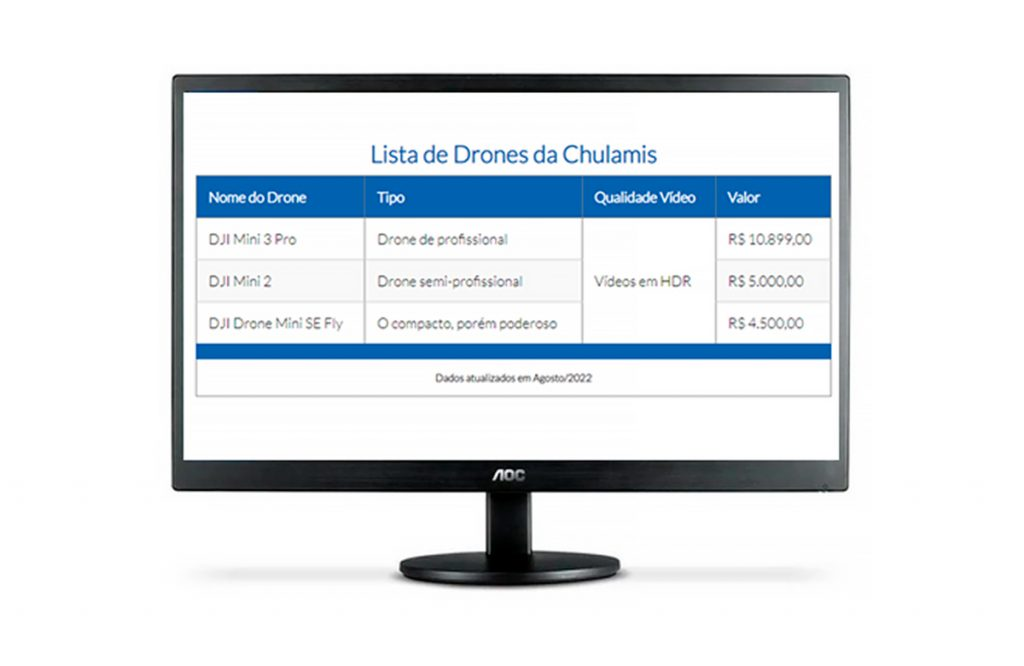 Lista de Drones da Chulamis
Nome do Drone Tipo Qualidade Vídeo Valor
DJI Mini 3 Pro Drone de profissional R$ 10.899,00
DJI Mini 2 Drone semi-profissional Vídeos em HDR R$ 5.000,00
DJI Drone Mini SE Fly O compacto, porém poderoso R$ 4.500,00
Dados atualizados em Agosto/2022
AOC